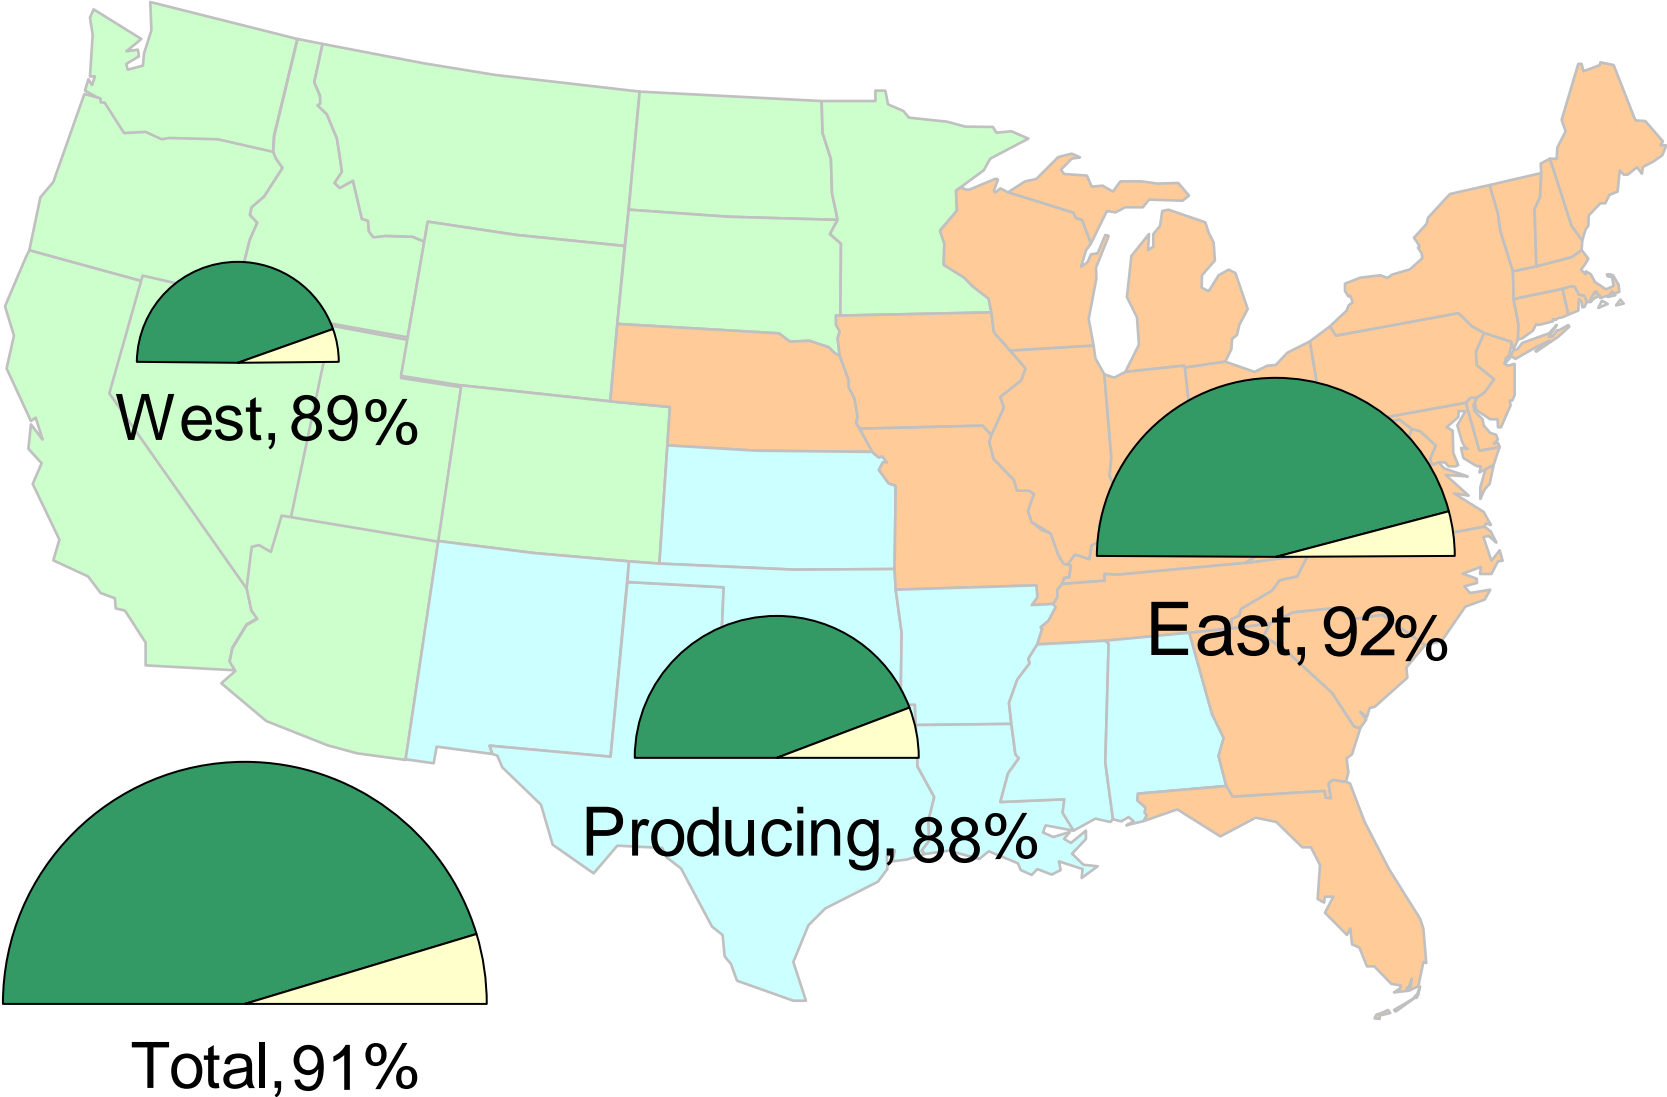 West, 89%
East, 92%
Producing, 88%
Total, 91%